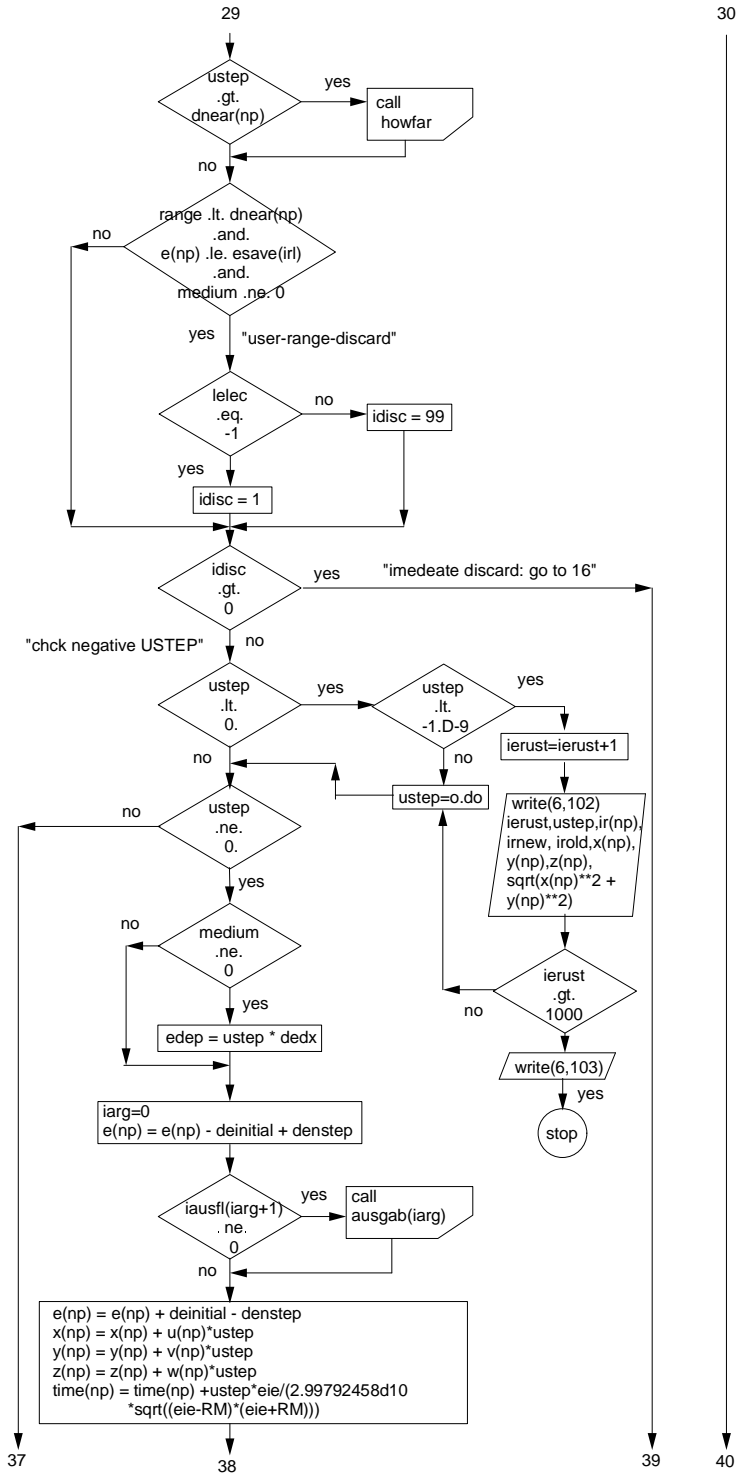 29
30
ustep
.gt.
dnear(np)
yes
call
howfar
no
range .lt. dnear(np)
.and.
e(np) .le. esave(irl)
.and.
medium .ne. 0
no
yes
"user-range-discard"
lelec
.eq.
-1
no
idisc = 99
yes
idisc = 1
idisc
.gt.
0
yes
"imedeate discard: go to 16"
"chck negative USTEP"
no
ustep
.lt.
0.
yes
ustep
.lt.
-1.D-9
yes
ierust=ierust+1
no
no
ustep=o.do
write(6,102)
ierust,ustep,ir(np),
irnew, irold,x(np),
y(np),z(np),
sqrt(x(np)**2 +
y(np)**2)
ustep
.ne.
0.
no
yes
medium
.ne.
0
no
yes
ierust
.gt.
1000
no
edep = ustep * dedx
write(6,103)
yes
stop
iarg=0
e(np) = e(np) - deinitial + denstep
iausfl(iarg+1)
. ne.
0
yes
call
ausgab(iarg)
no
e(np) = e(np) + deinitial - denstep
x(np) = x(np) + u(np)*ustep
y(np) = y(np) + v(np)*ustep
z(np) = z(np) + w(np)*ustep
time(np) = time(np) +ustep*eie/(2.99792458d10
*sqrt((eie-RM)*(eie+RM)))
37
38
39
40